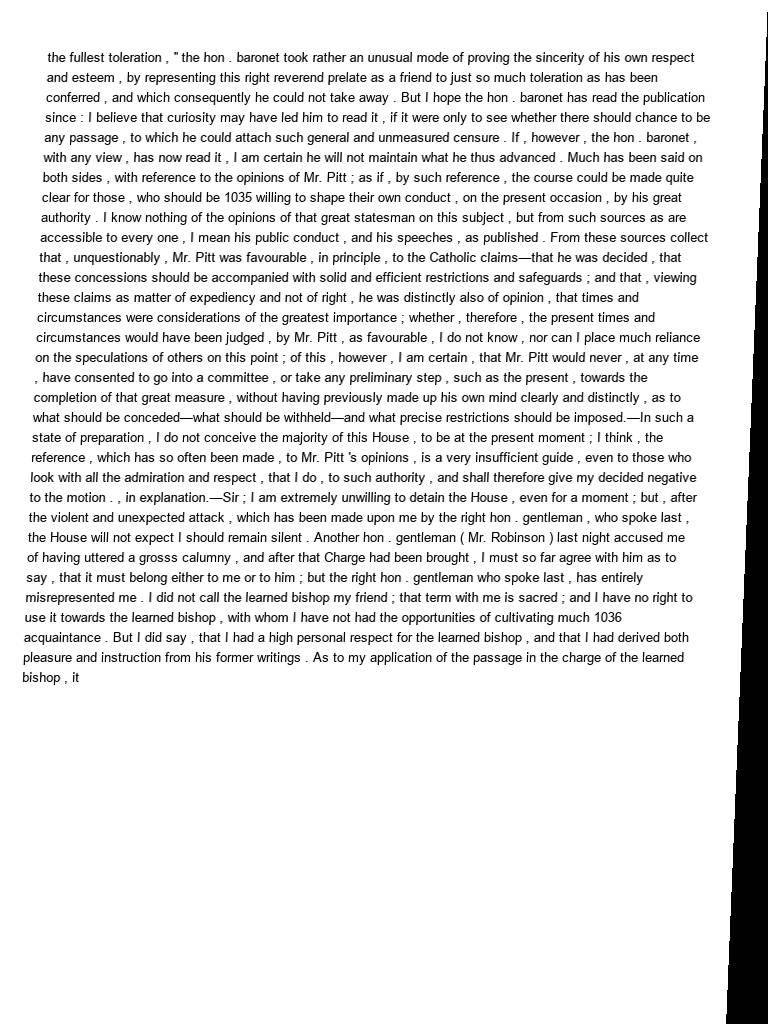 the fullest toleration , " the hon . baronet took rather an unusual mode of proving the sincerity of his own respect
and esteem , by representing this right reverend prelate as a friend to just so much toleration as has been
conferred , and which consequently he could not take away . But I hope the hon . baronet has read the publication
since : I believe that curiosity may have led him to read it , if it were only to see whether there should chance to be
any passage , to which he could attach such general and unmeasured censure . If , however , the hon . baronet ,
with any view , has now read it , I am certain he will not maintain what he thus advanced . Much has been said on
both sides , with reference to the opinions of Mr. Pitt ; as if , by such reference , the course could be made quite
clear for those , who should be 1035 willing to shape their own conduct , on the present occasion , by his great
authority . I know nothing of the opinions of that great statesman on this subject , but from such sources as are
accessible to every one , I mean his public conduct , and his speeches , as published . From these sources collect
that , unquestionably , Mr. Pitt was favourable , in principle , to the Catholic claims—that he was decided , that
these concessions should be accompanied with solid and efficient restrictions and safeguards ; and that , viewing
these claims as matter of expediency and not of right , he was distinctly also of opinion , that times and
circumstances were considerations of the greatest importance ; whether , therefore , the present times and
circumstances would have been judged , by Mr. Pitt , as favourable , I do not know , nor can I place much reliance
on the speculations of others on this point ; of this , however , I am certain , that Mr. Pitt would never , at any time
, have consented to go into a committee , or take any preliminary step , such as the present , towards the
completion of that great measure , without having previously made up his own mind clearly and distinctly , as to
what should be conceded—what should be withheld—and what precise restrictions should be imposed.—In such a
state of preparation , I do not conceive the majority of this House , to be at the present moment ; I think , the
reference , which has so often been made , to Mr. Pitt 's opinions , is a very insufficient guide , even to those who
look with all the admiration and respect , that I do , to such authority , and shall therefore give my decided negative
to the motion . , in explanation.—Sir ; I am extremely unwilling to detain the House , even for a moment ; but , after
the violent and unexpected attack , which has been made upon me by the right hon . gentleman , who spoke last ,
the House will not expect I should remain silent . Another hon . gentleman ( Mr. Robinson ) last night accused me
of having uttered a grosss calumny , and after that Charge had been brought , I must so far agree with him as to
say , that it must belong either to me or to him ; but the right hon . gentleman who spoke last , has entirely
misrepresented me . I did not call the learned bishop my friend ; that term with me is sacred ; and I have no right to
use it towards the learned bishop , with whom I have not had the opportunities of cultivating much 1036
acquaintance . But I did say , that I had a high personal respect for the learned bishop , and that I had derived both
pleasure and instruction from his former writings . As to my application of the passage in the charge of the learned
bishop , it